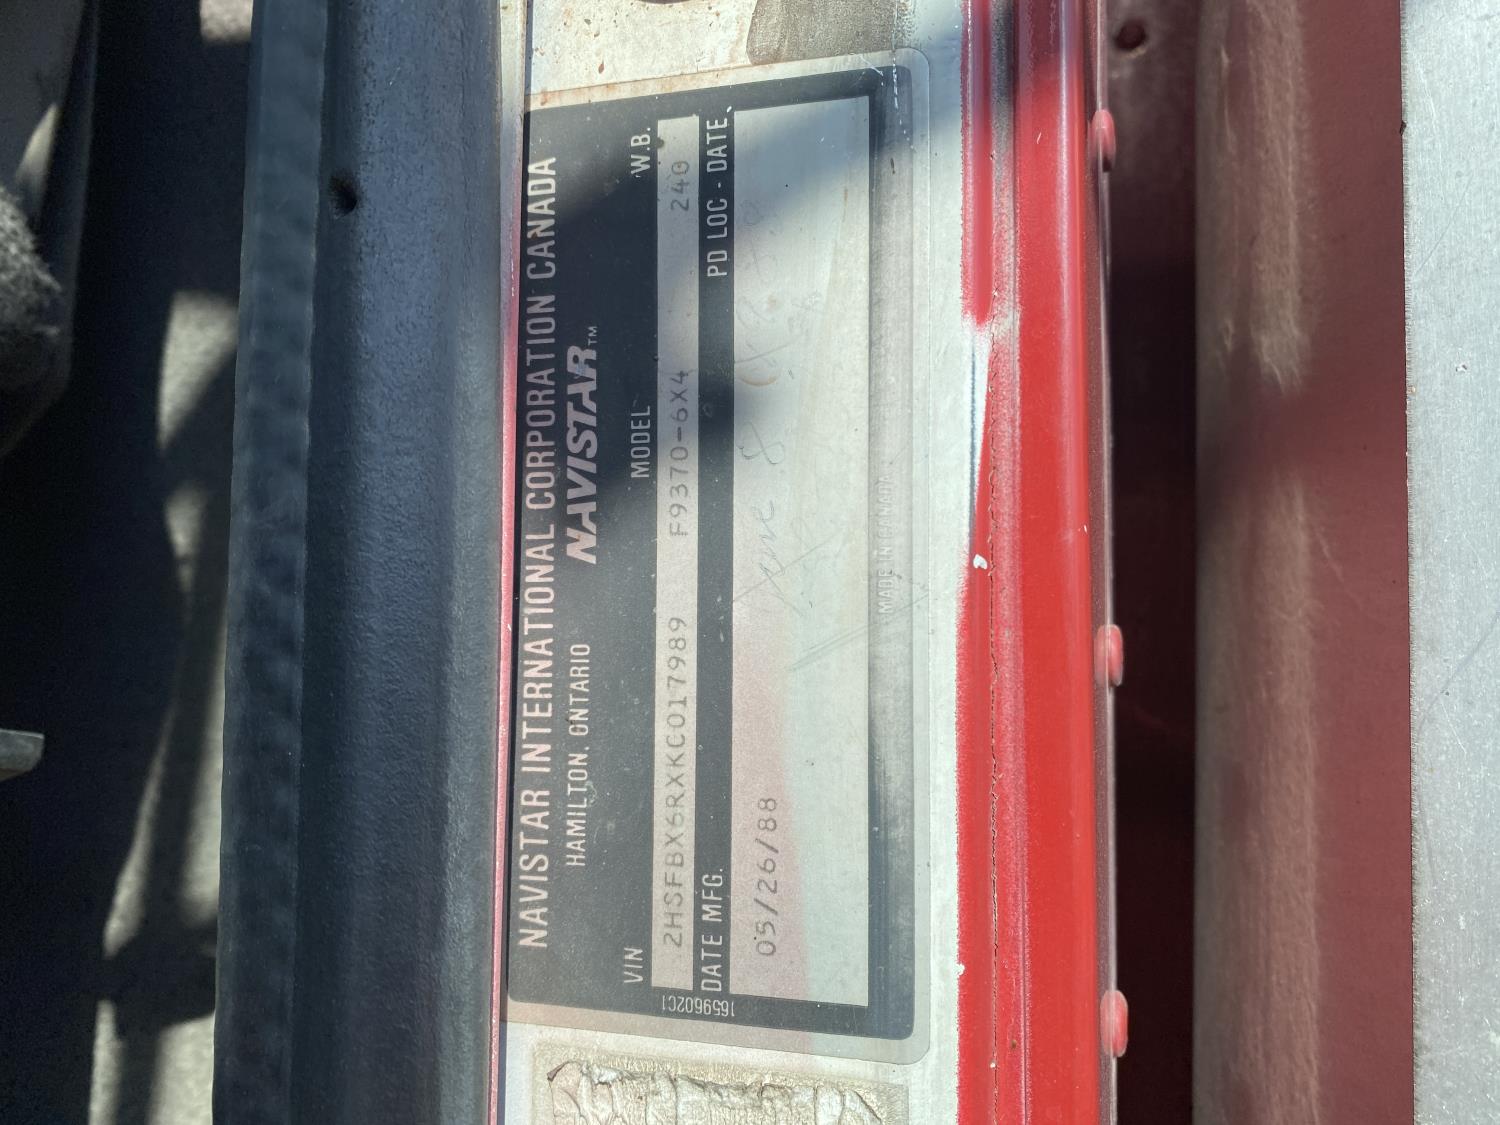 NAVISTAR INTERNATIONAL CORPORATION CANADA
HAMILTON, ONTARIO NAVISTAR™
VIN MODEL W.B.
2HSFBX6RXKC017989 F9370-6X4 240
DATE MFG. PD LOC - DATE
05/26/88
MADE IN CANADA
1659602C1